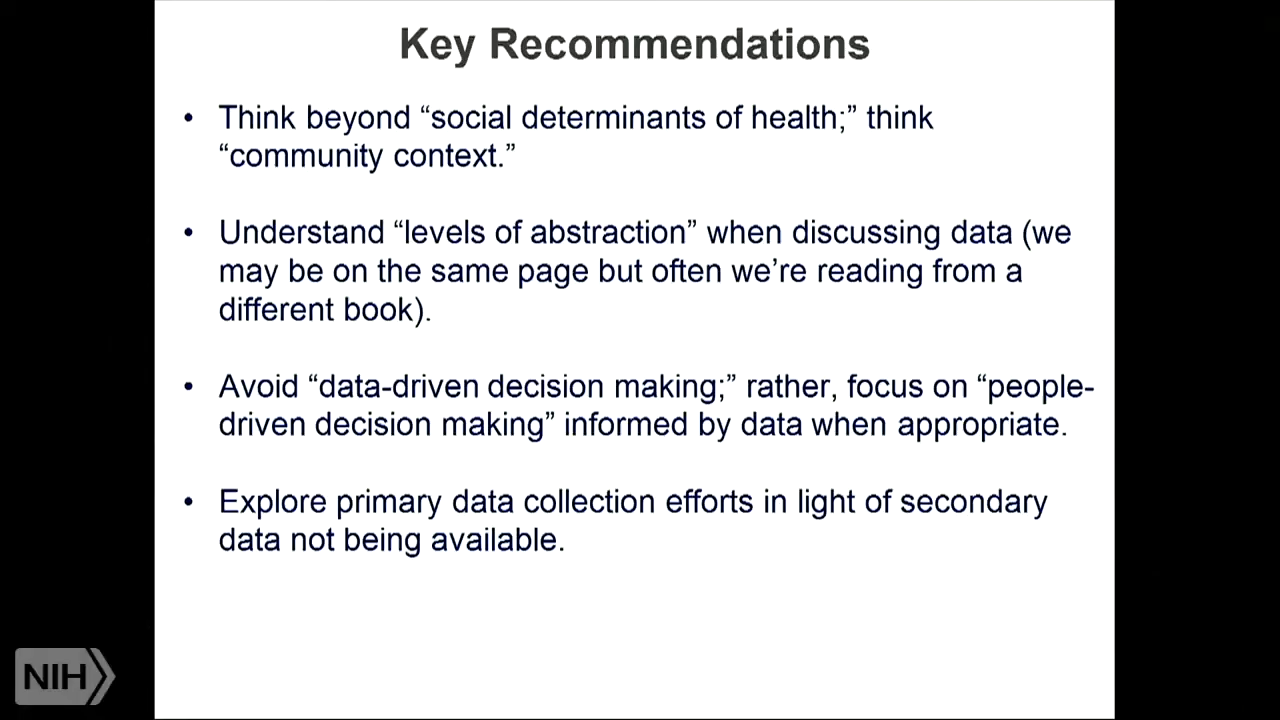 Key Recommendations
• Think beyond “social determinants of health;” think
“community context.”
• Understand “levels of abstraction” when discussing data (we
may be on the same page but often we’re reading from a
different book).
• Avoid “data-driven decision making;” rather, focus on “people-
driven decision making” informed by data when appropriate.
• Explore primary data collection efforts in light of secondary
data not being available.
NIH